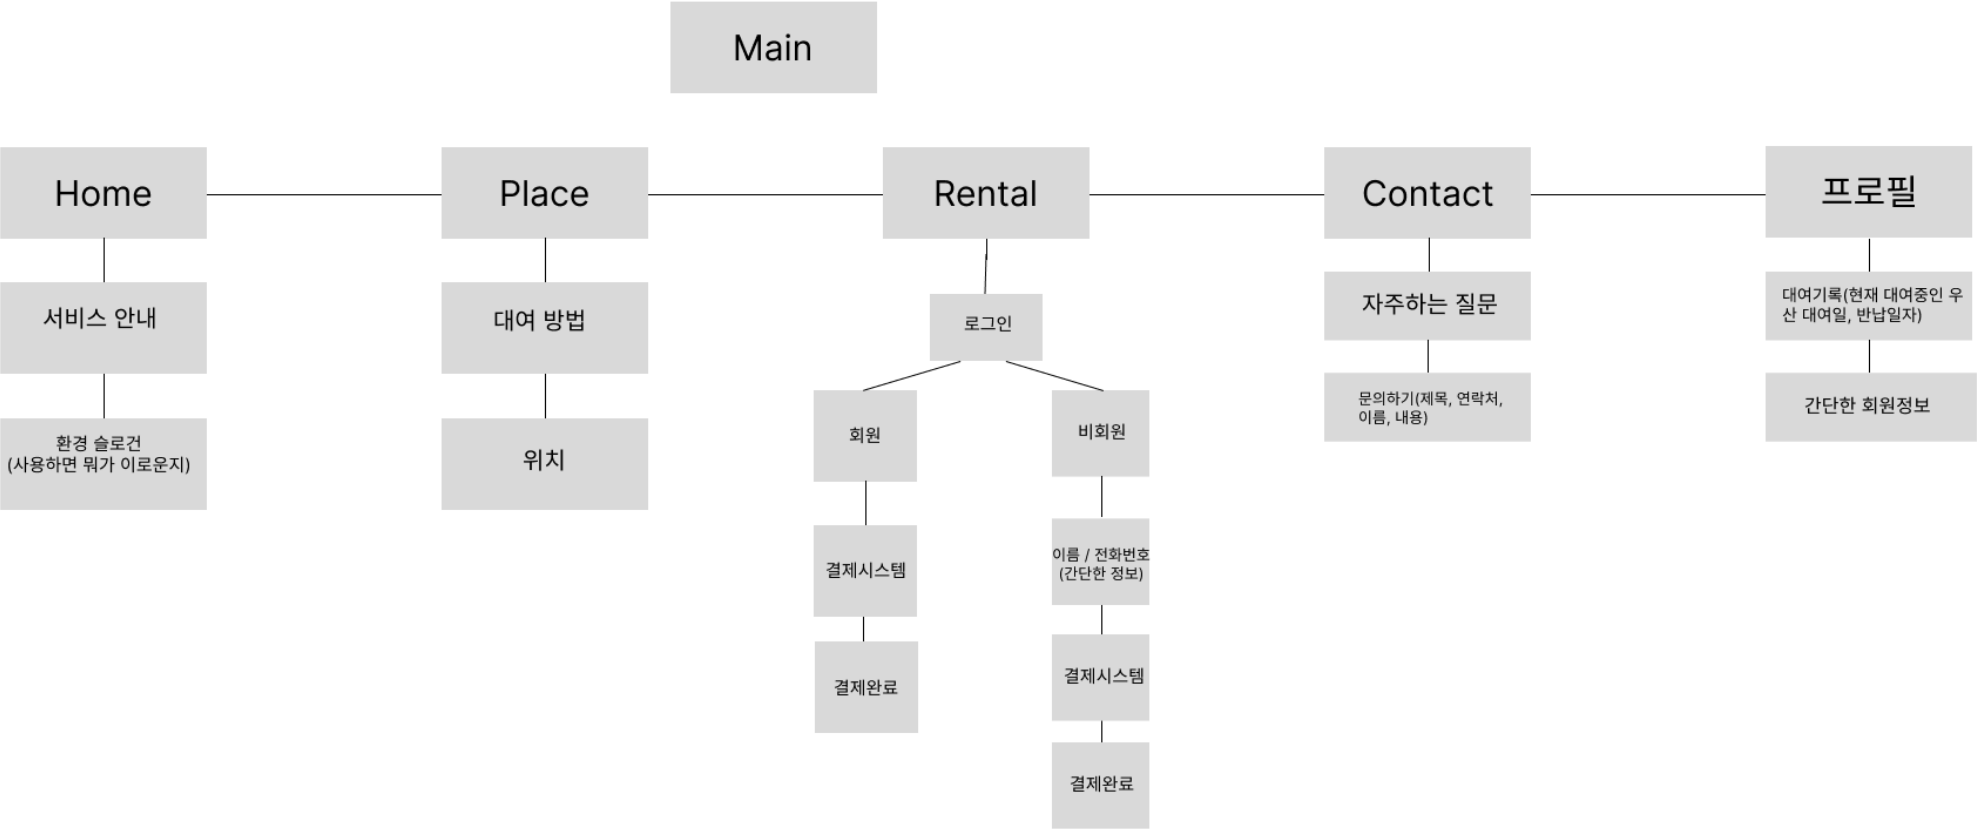 Main
Home
Place
Rental
Contact
프로필
서비스 안내
환경 슬로건
(사용하면 뭐가 이로운지)
대여 방법
위치
로그인
회원
결제시스템
결제완료
비회원
이름 / 전화번호
(간단한 정보)
결제시스템
결제완료
자주하는 질문
문의하기(제목, 연락처,
이름, 내용)
대여기록(현재 대여중인 우
산 대여일, 반납일자)
간단한 회원정보